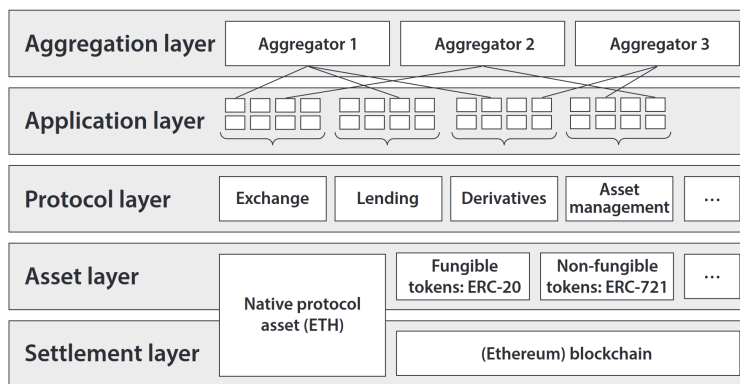 Aggregation layer
Aggregator 1
Aggregator 2
Aggregator 3
Application layer
Protocol layer
Exchange
Lending
Derivatives
Asset
management
...
Asset layer
Native protocol
asset (ETH)
Fungible
tokens: ERC-20
Non-fungible
tokens: ERC-721
...
Settlement layer
(Ethereum) blockchain